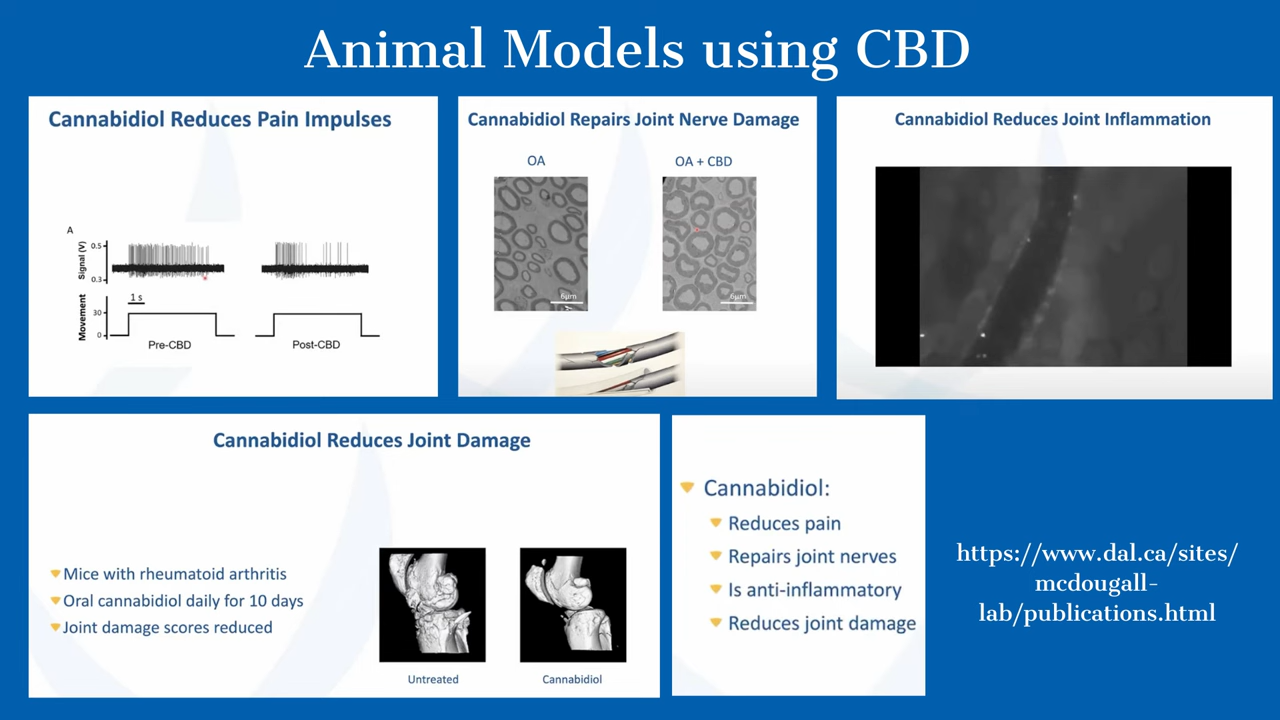 Animal Models using CBD
Cannabidiol Reduces Pain Impulses
A
Signal (V)
0.5
0.3
1 s
Movement
30
0
Pre-CBD
Post-CBD
Cannabidiol Repairs Joint Nerve Damage
OA
OA + CBD
6µm
6µm
Cannabidiol Reduces Joint Inflammation
Cannabidiol Reduces Joint Damage
Mice with rheumatoid arthritis
Oral cannabidiol daily for 10 days
Joint damage scores reduced
Untreated
Cannabidiol
Cannabidiol:
Reduces pain
Repairs joint nerves
Is anti-inflammatory
Reduces joint damage
https://www.dal.ca/sites/
mcdougall-
lab/publications.html